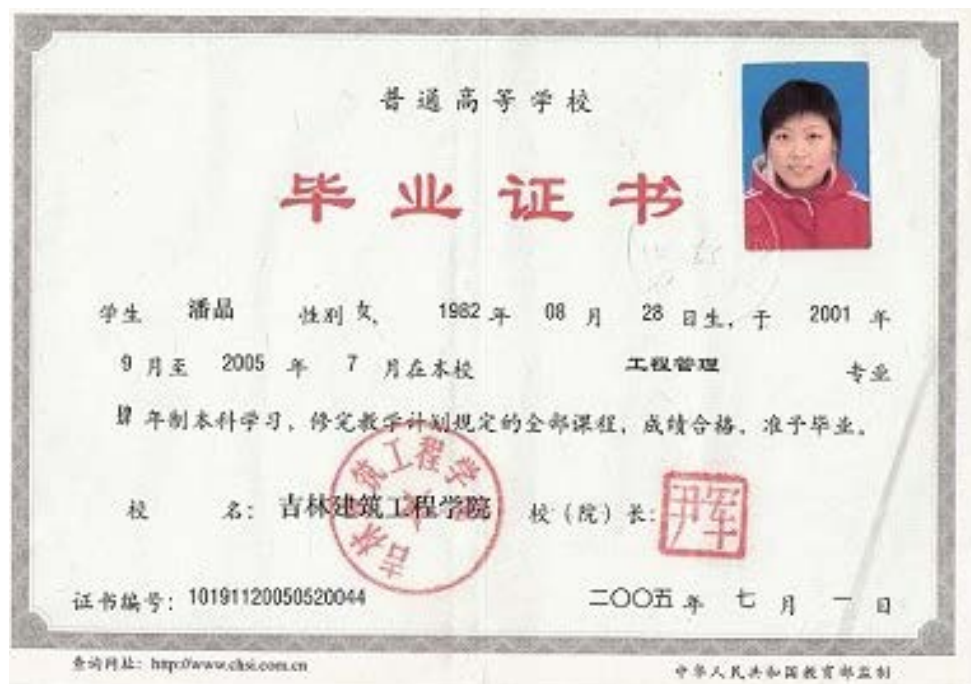 普通高等学校
毕业证书
学生 潘晶 性别 女, 1982 年 08 月 28 日生, 于 2001 年
9 月至 2005 年 7 月在本校 工程管理 专业
肆 年制本科学习, 修完教学计划规定的全部课程, 成绩合格, 准予毕业。
校 名: 吉林建筑工程学院 校(院)长:
证书编号: 10191120050520044 二〇〇五 年 七 月 一 日
查询网址: http://www.chsi.com.cn 中华人民共和国教育部监制